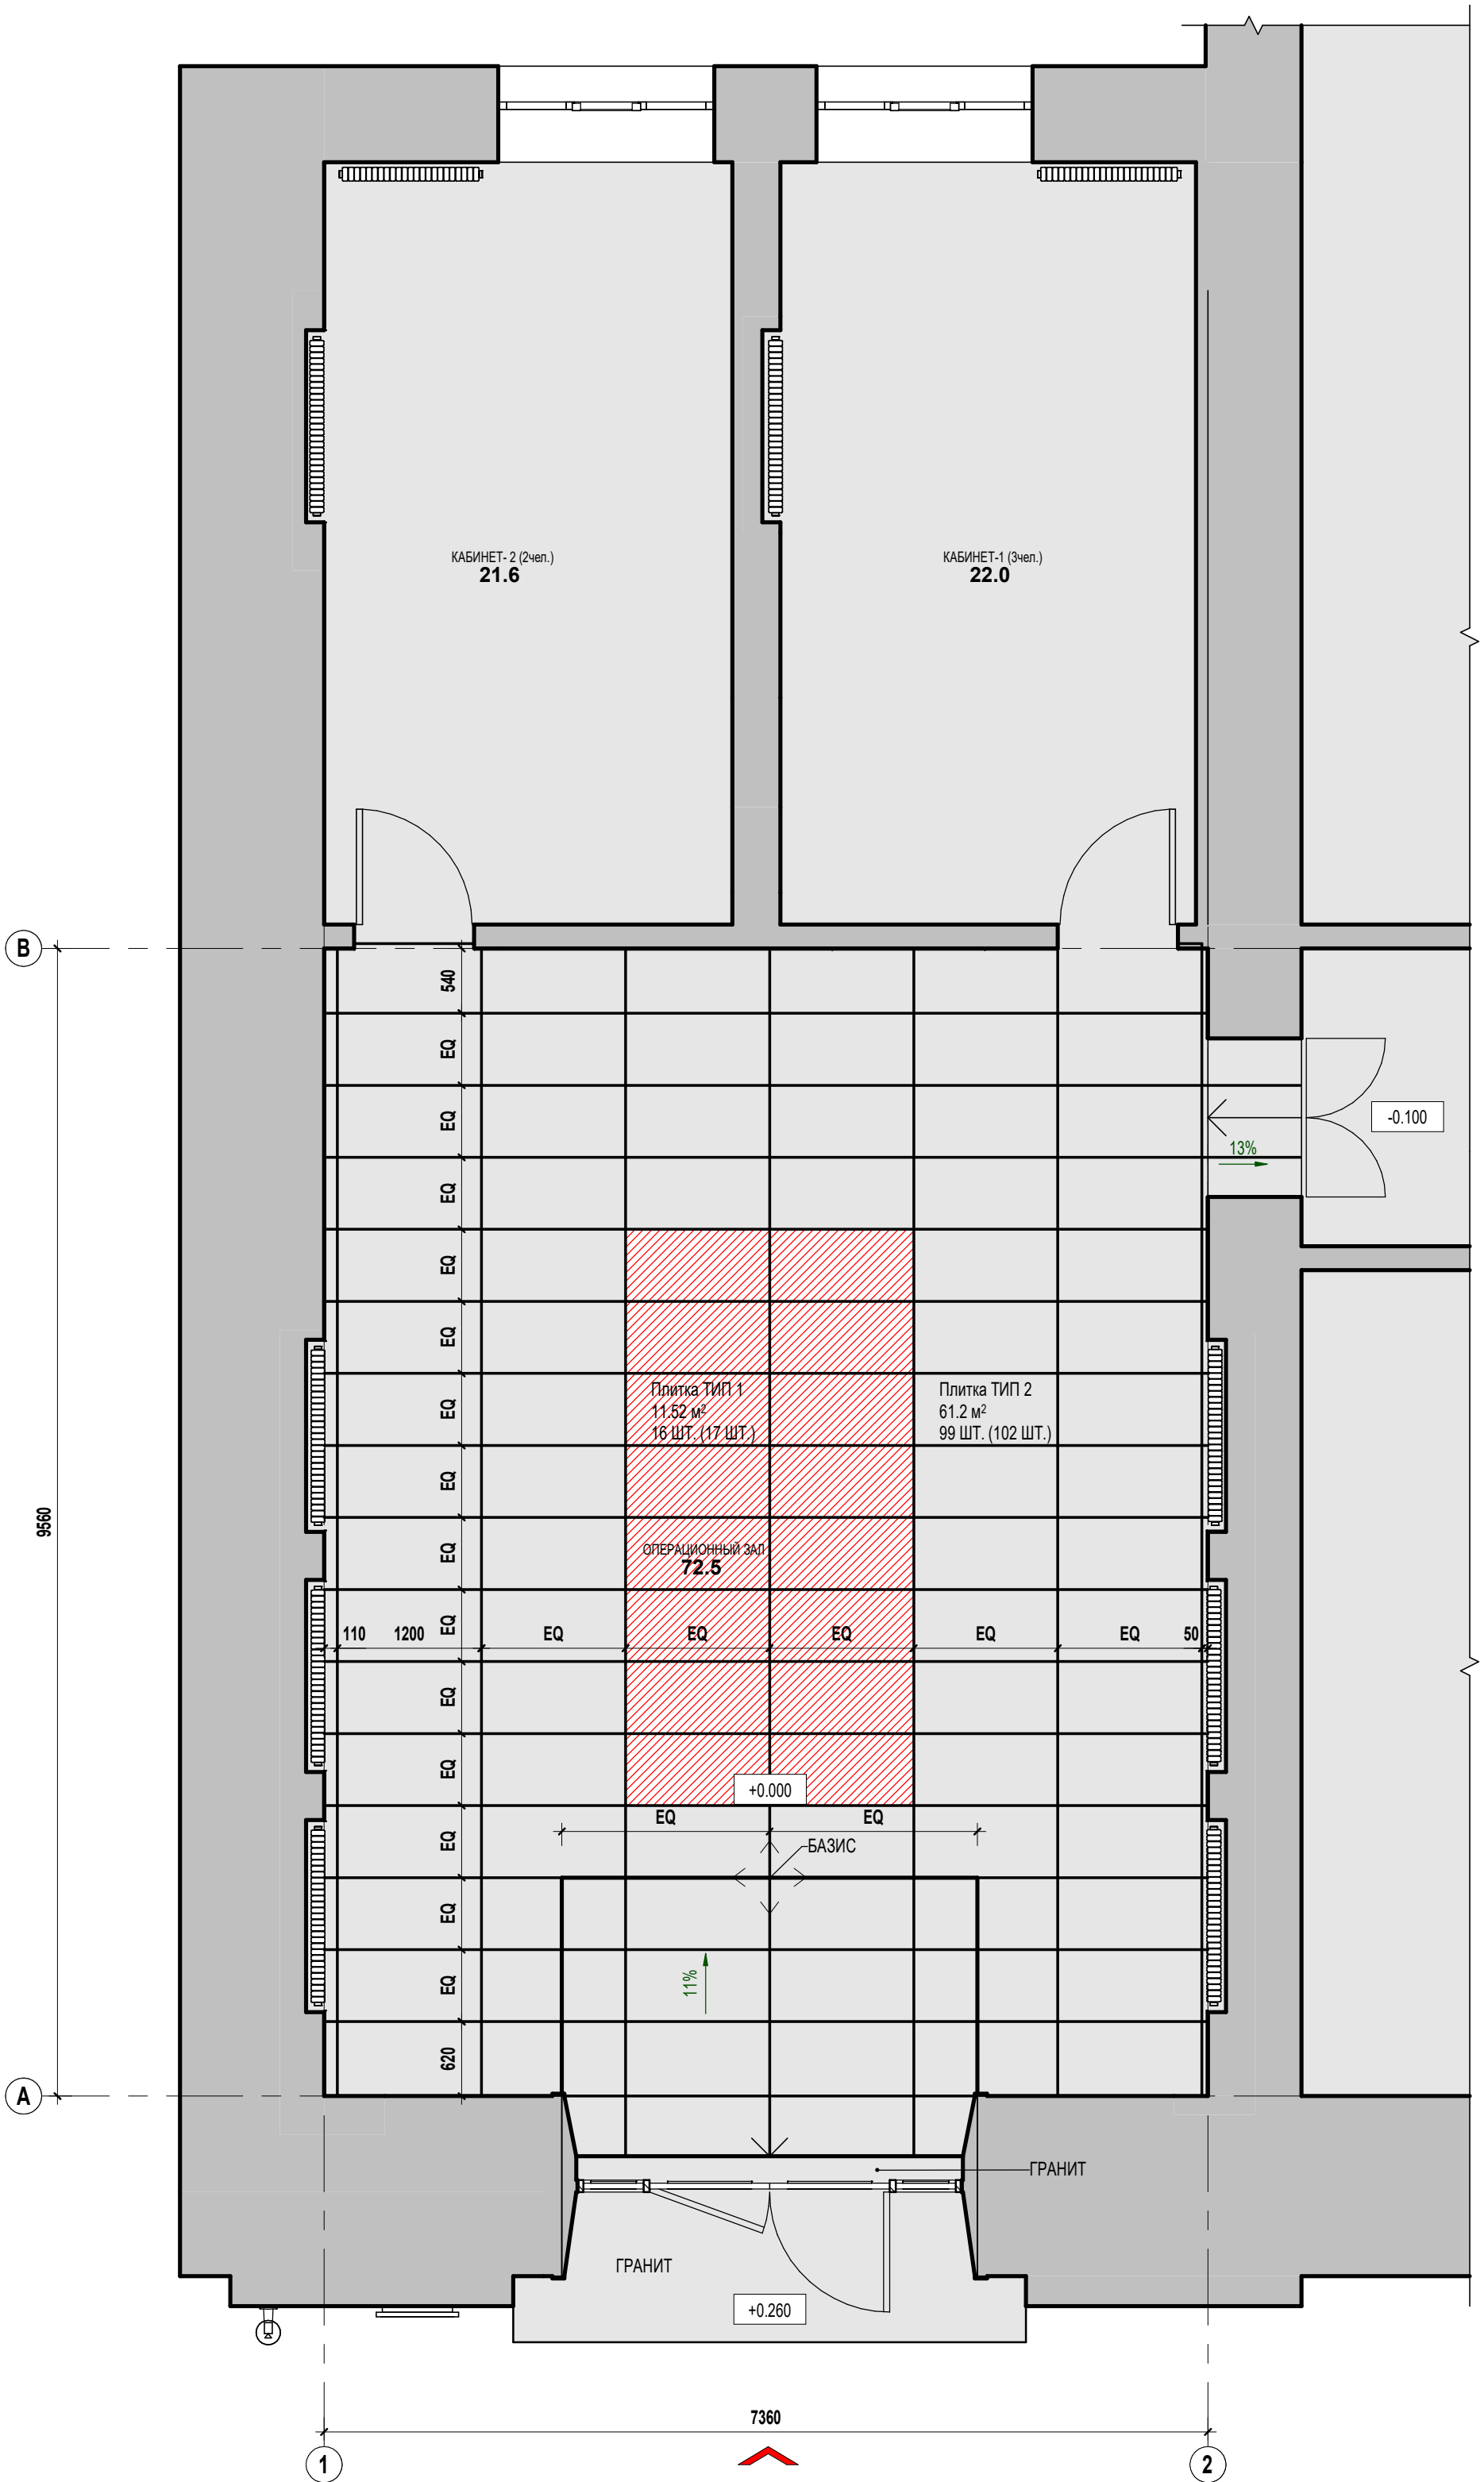 КАБИНЕТ- 2 (2чел.)
21.6
КАБИНЕТ-1 (3чел.)
22.0
B
540
EQ
EQ
-0.100
13%
EQ
EQ
EQ
EQ
Плитка ТИП 1
11.52 м²
16 ШТ. (17 ШТ.)
Плитка ТИП 2
61.2 м²
99 ШТ. (102 ШТ.)
EQ
9560
EQ
ОПЕРАЦИОННЫЙ ЗАЛ
72.5
EQ
110
1200
EQ
EQ
EQ
EQ
EQ
50
EQ
EQ
+0.000
EQ
EQ
EQ
БАЗИС
EQ
11%
EQ
620
A
ГРАНИТ
ГРАНИТ
+0.260
7360
1
2